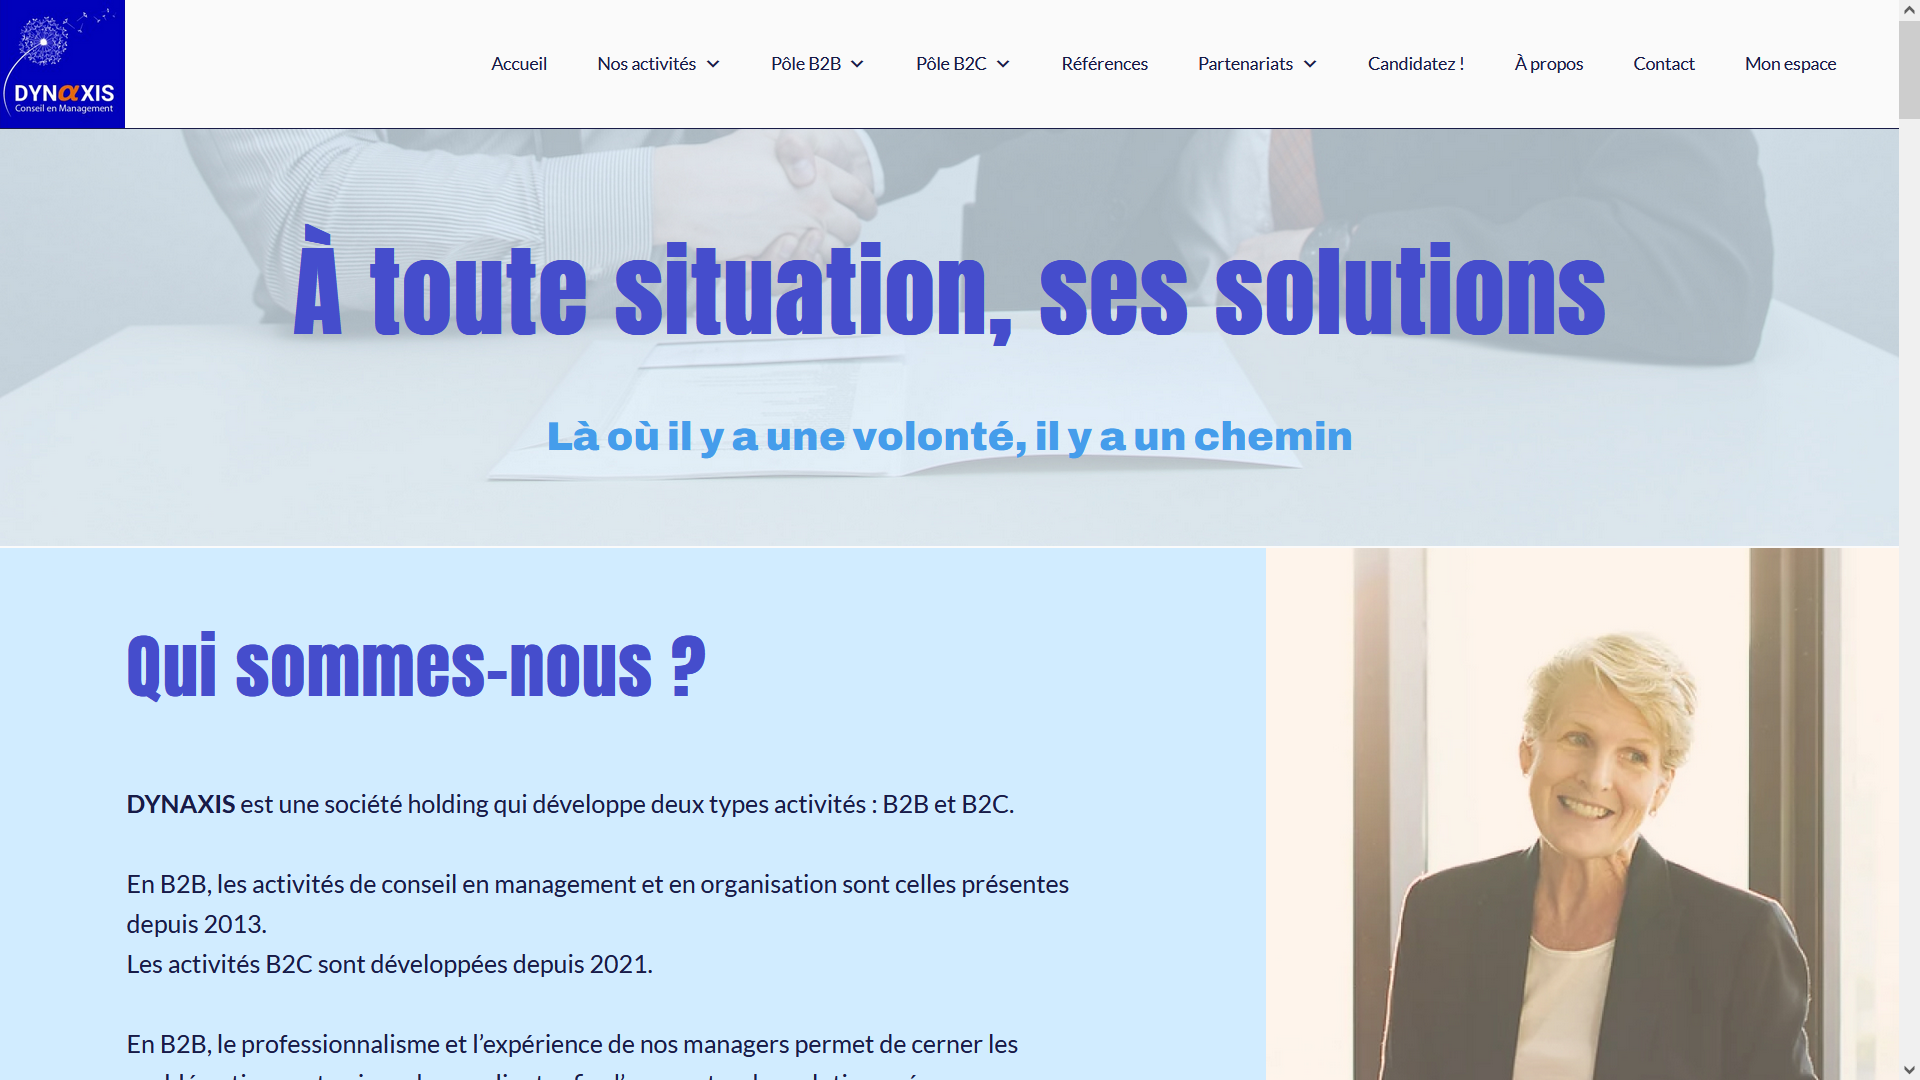 DYNαXIS
Conseil en Management
Accueil
Nos activités
Pôle B2B
Pôle B2C
Références
Partenariats
Candidatez !
À propos
Contact
Mon espace
À toute situation, ses solutions
Là où il y a une volonté, il y a un chemin
Qui sommes-nous ?
DYNAXIS est une société holding qui développe deux types activités : B2B et B2C.
En B2B, les activités de conseil en management et en organisation sont celles présentes
depuis 2013.
Les activités B2C sont développées depuis 2021.
En B2B, le professionnalisme et l’expérience de nos managers permet de cerner les